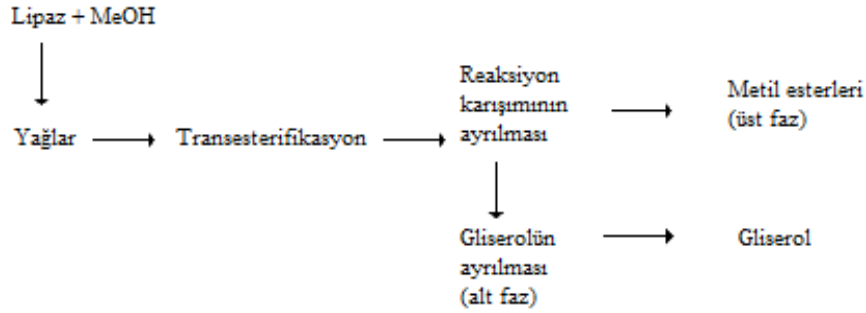 Lipaz + MeOH
Yağlar
Transesterifikasyon
Reaksiyon
karışımının
ayrılması
Metil esterleri
(üst faz)
Gliserolün
ayrılması
(alt faz)
Gliserol